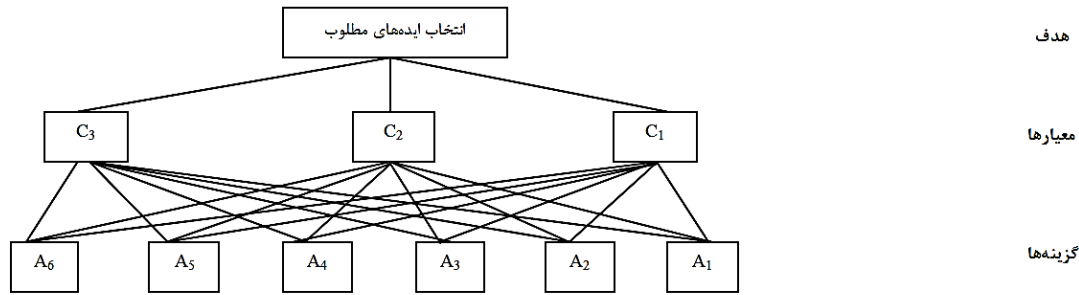 هدف
انتخاب ایده‌های مطلوب
معیارها
C₁ C₂ C₃
گزینه‌ها
A₁ A₂ A₃ A₄ A₅ A₆